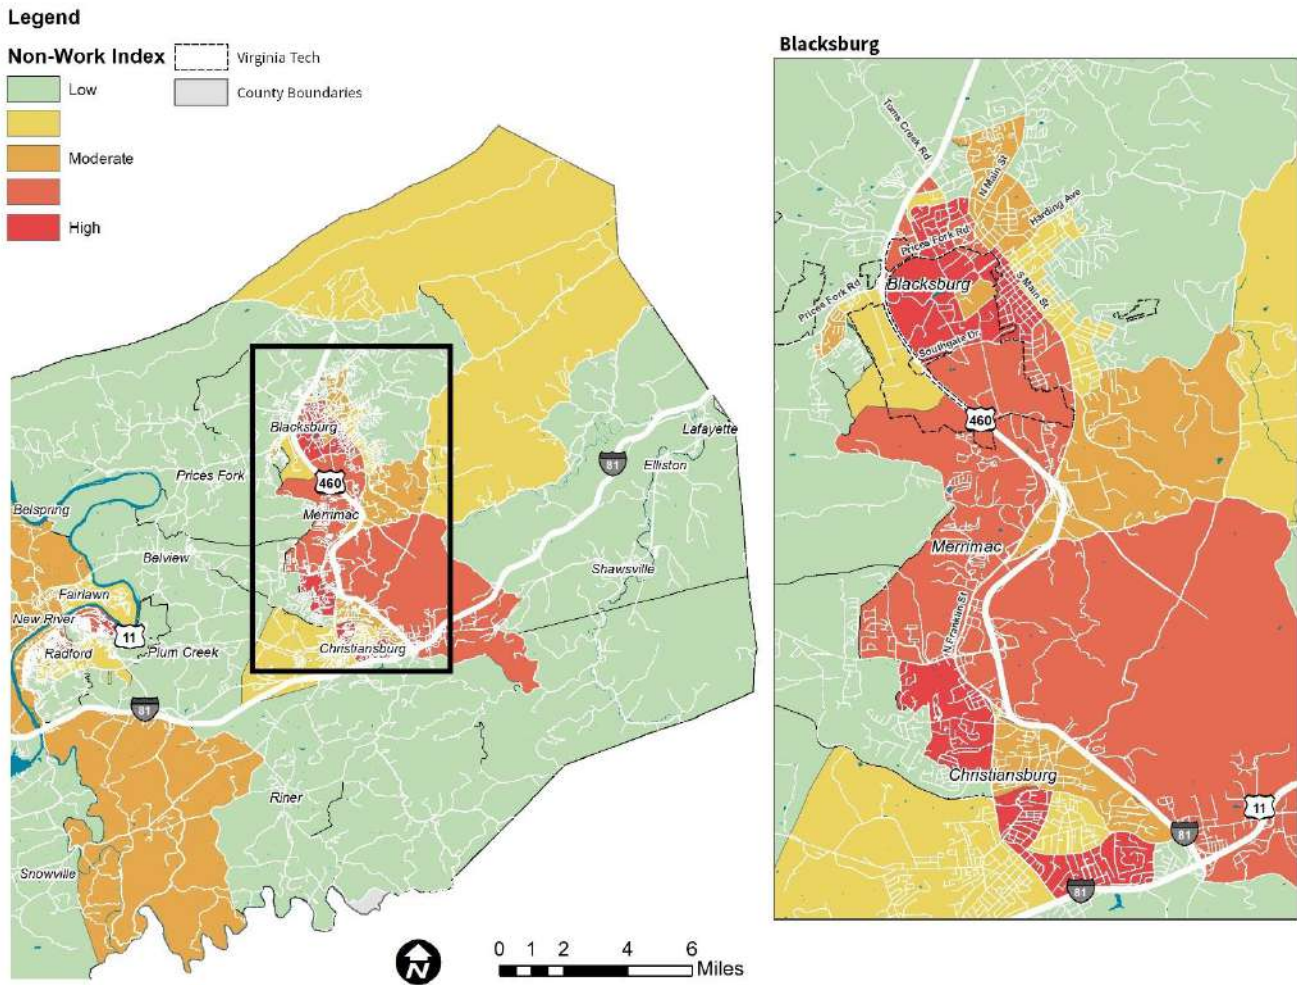 Legend
Non-Work Index
Low
Moderate
High
Virginia Tech
County Boundaries
Blacksburg
Prices Fork
460
Merrimac
Belspring
Belview
Fairlawn
New River
11
Radford
Plum Creek
Christiansburg
81
Lafayette
Elliston
81
Shawsville
Riner
Snowville
N
0 1 2 4 6
Miles
Blacksburg
Toms Creek Rd
N Main St
Harding Ave
Prices Fork Rd
Blacksburg
S Main St
Prices Fork Rd
Southgate Dr
460
Merrimac
N Franklin St
Christiansburg
11
81
81